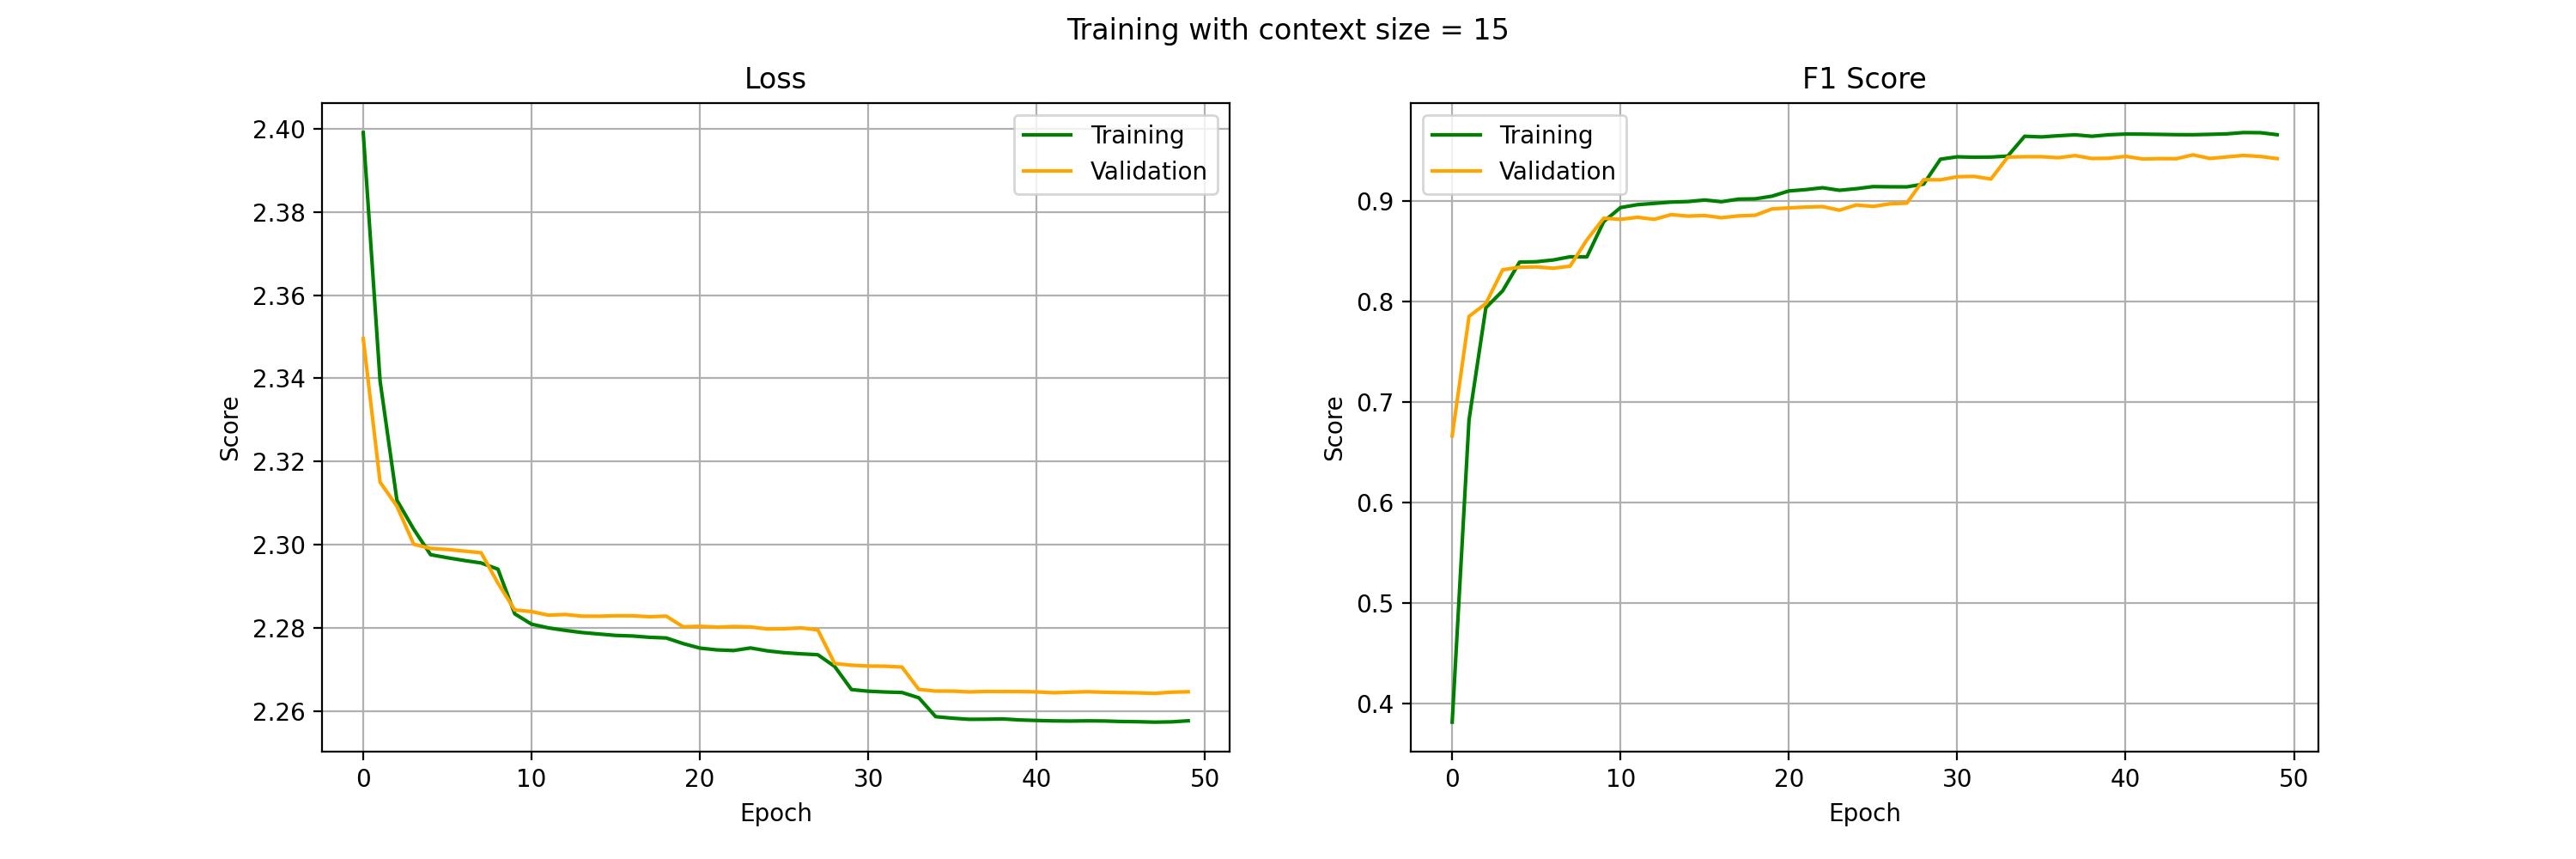 Training with context size = 15
Loss
Score
2.40
2.38
2.36
2.34
2.32
2.30
2.28
2.26
Training
Validation
0 10 20 30 40 50
Epoch
F1 Score
Score
0.9
0.8
0.7
0.6
0.5
0.4
Training
Validation
0 10 20 30 40 50
Epoch